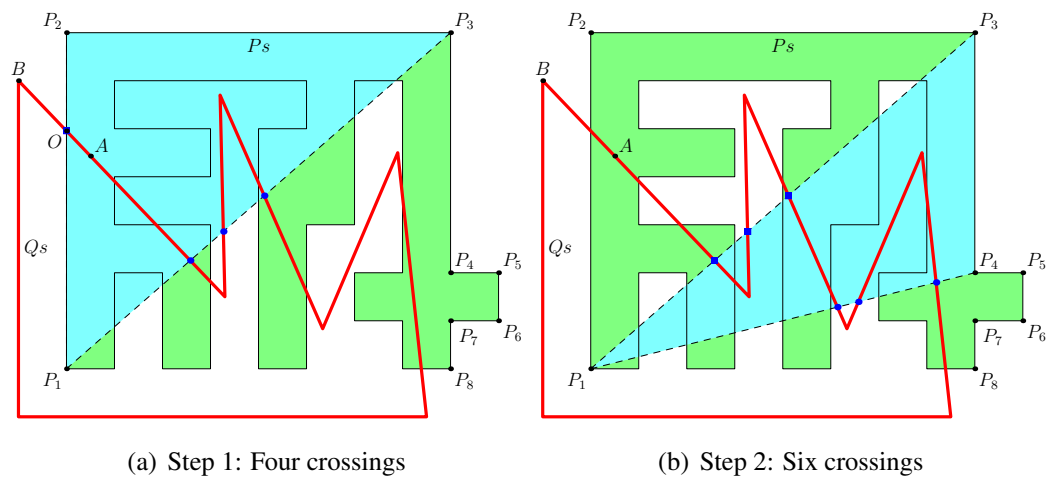 P2 P3 P2 P3
Ps Ps
B B
O A A
Qs Qs
P4 P5 P4 P5
P7 P6 P7 P6
P1 P8 P1 P8
(a) Step 1: Four crossings (b) Step 2: Six crossings